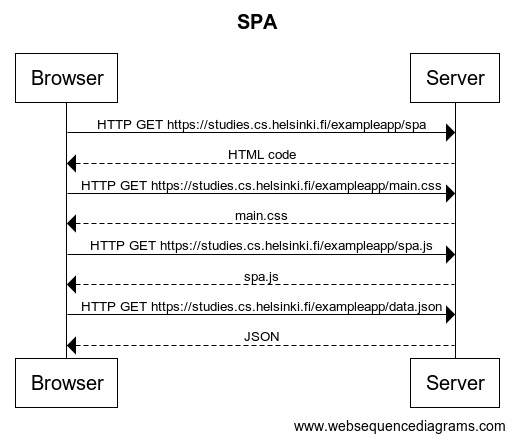 SPA
Browser
Server
HTTP GET https://studies.cs.helsinki.fi/exampleapp/spa
HTML code
HTTP GET https://studies.cs.helsinki.fi/exampleapp/main.css
main.css
HTTP GET https://studies.cs.helsinki.fi/exampleapp/spa.js
spa.js
HTTP GET https://studies.cs.helsinki.fi/exampleapp/data.json
JSON
Browser
Server
www.websequencediagrams.com